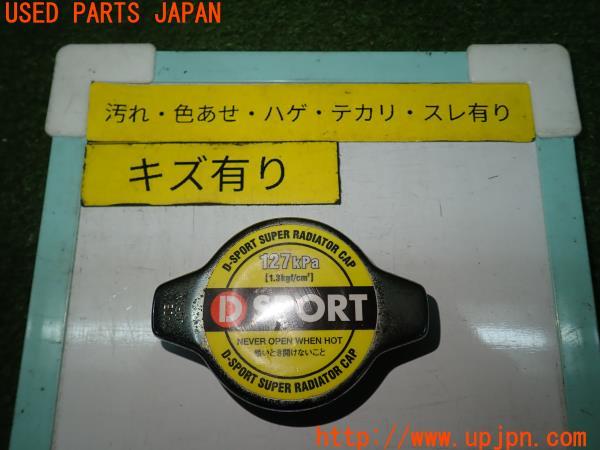 USED PARTS JAPAN
汚れ・色あせ・ハゲ・テカリ・スレ有り
キズ有り
D-SPORT SUPER RADIATOR CAP
127kPa
[1.3kgf/cm²]
D SPORT
NEVER OPEN WHEN HOT
熱いとき開けないこと
D-SPORT SUPER RADIATOR CAP
http://www.upjpn.com/